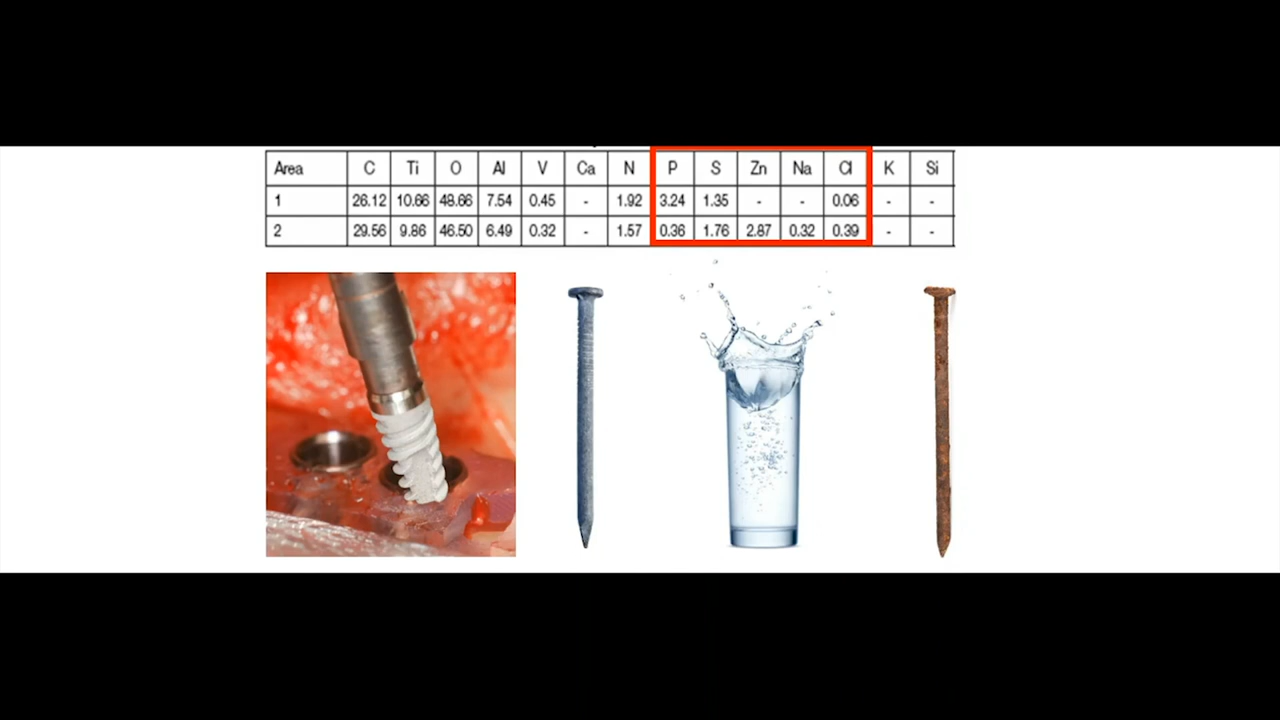 Area C Ti O Al V Ca N P S Zn Na Cl K Si
1 26.12 10.66 48.66 7.54 0.45 - 1.92 3.24 1.35 - - 0.06 - -
2 29.56 9.86 46.50 6.49 0.32 - 1.57 0.36 1.76 2.87 0.32 0.39 - -